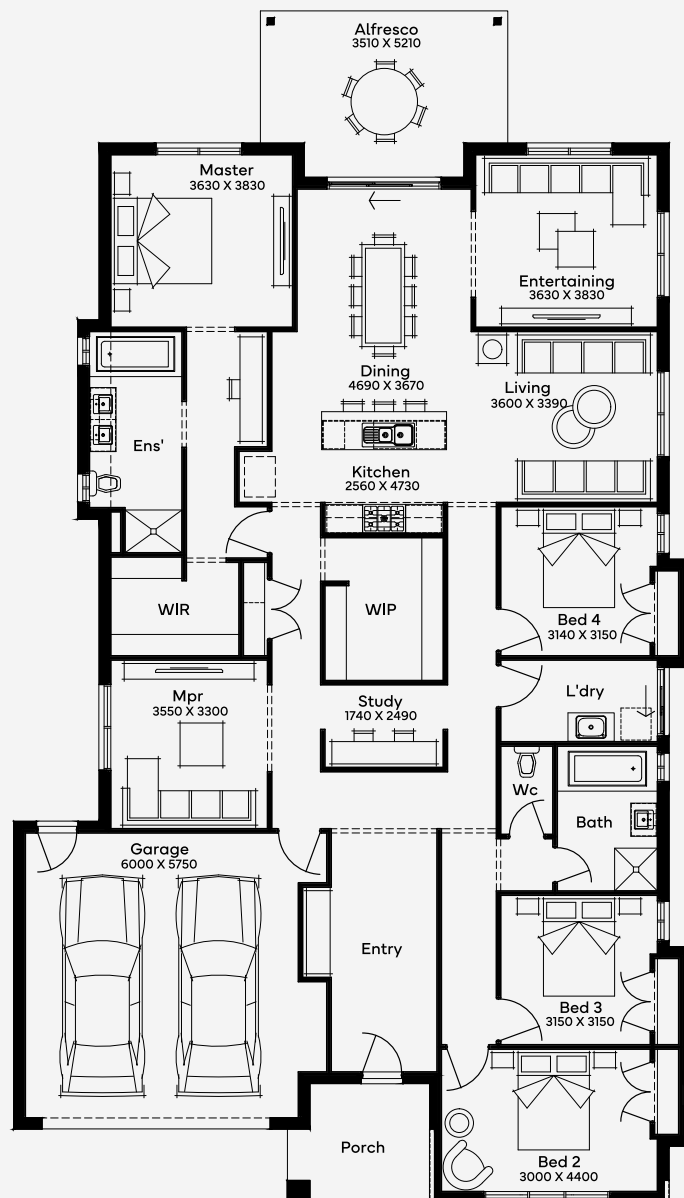 Alfresco
3510 X 5210
Master
3630 X 3830
Entertaining
3630 X 3830
Dining
4690 X 3670
Living
3600 X 3390
Ens'
Kitchen
2560 X 4730
WIR
WIP
Bed 4
3140 X 3150
Mpr
3550 X 3300
Study
1740 X 2490
L'dry
Wc
Bath
Garage
6000 X 5750
Entry
Bed 3
3150 X 3150
Porch
Bed 2
3000 X 4400